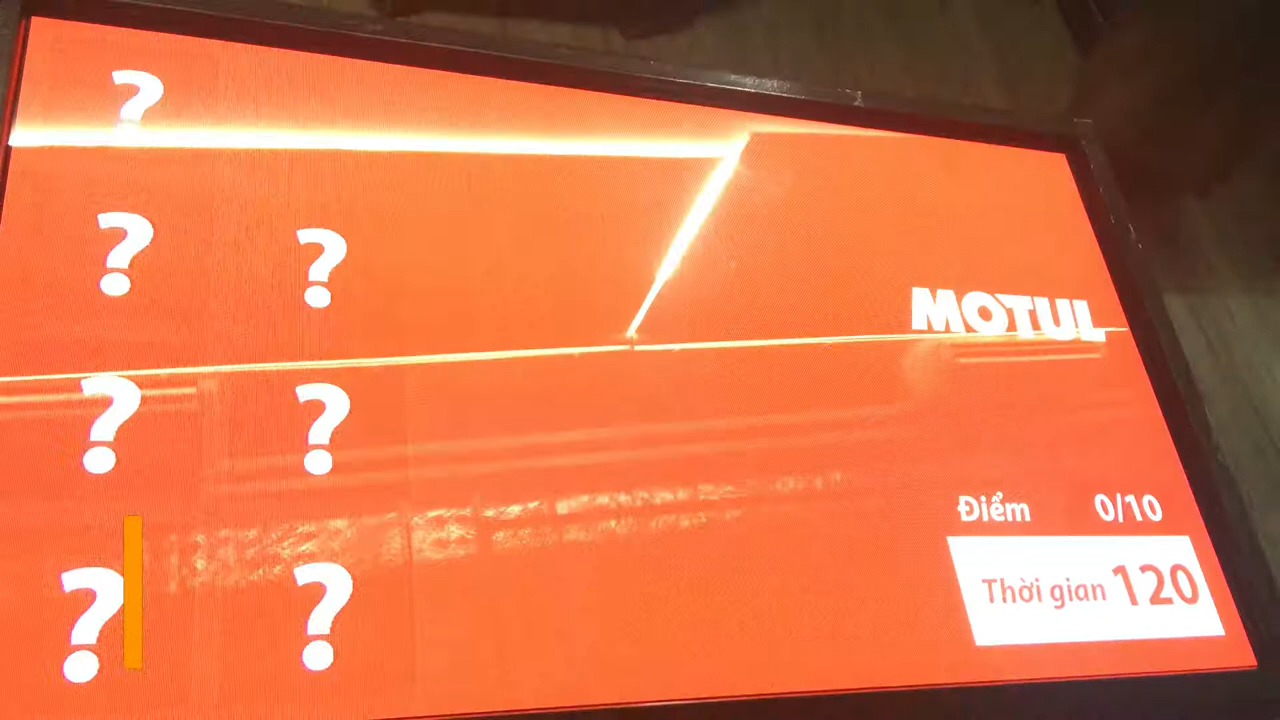 ?
? ?
MOTUL
? ?
Điểm 0/10
Thời gian 120
? ?